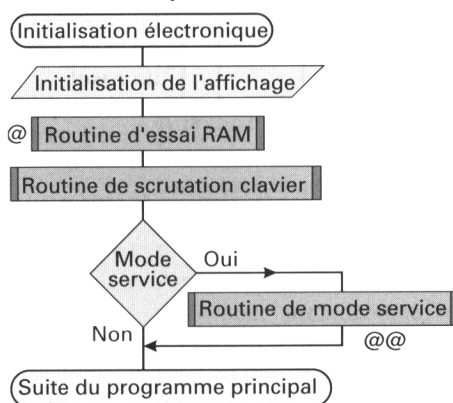 Initialisation électronique
Initialisation de l'affichage
@ Routine d'essai RAM
Routine de scrutation clavier
Mode
service
Oui
Routine de mode service
Non
@@
Suite du programme principal